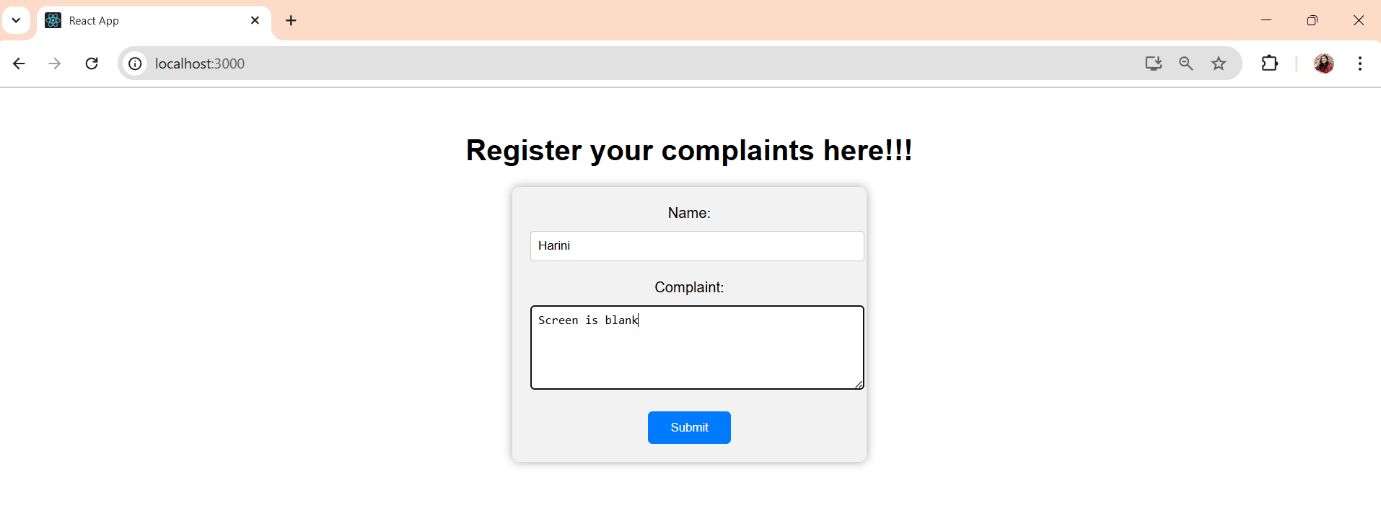 React App
localhost:3000
Register your complaints here!!!
Name:
Harini
Complaint:
Screen is blank
Submit